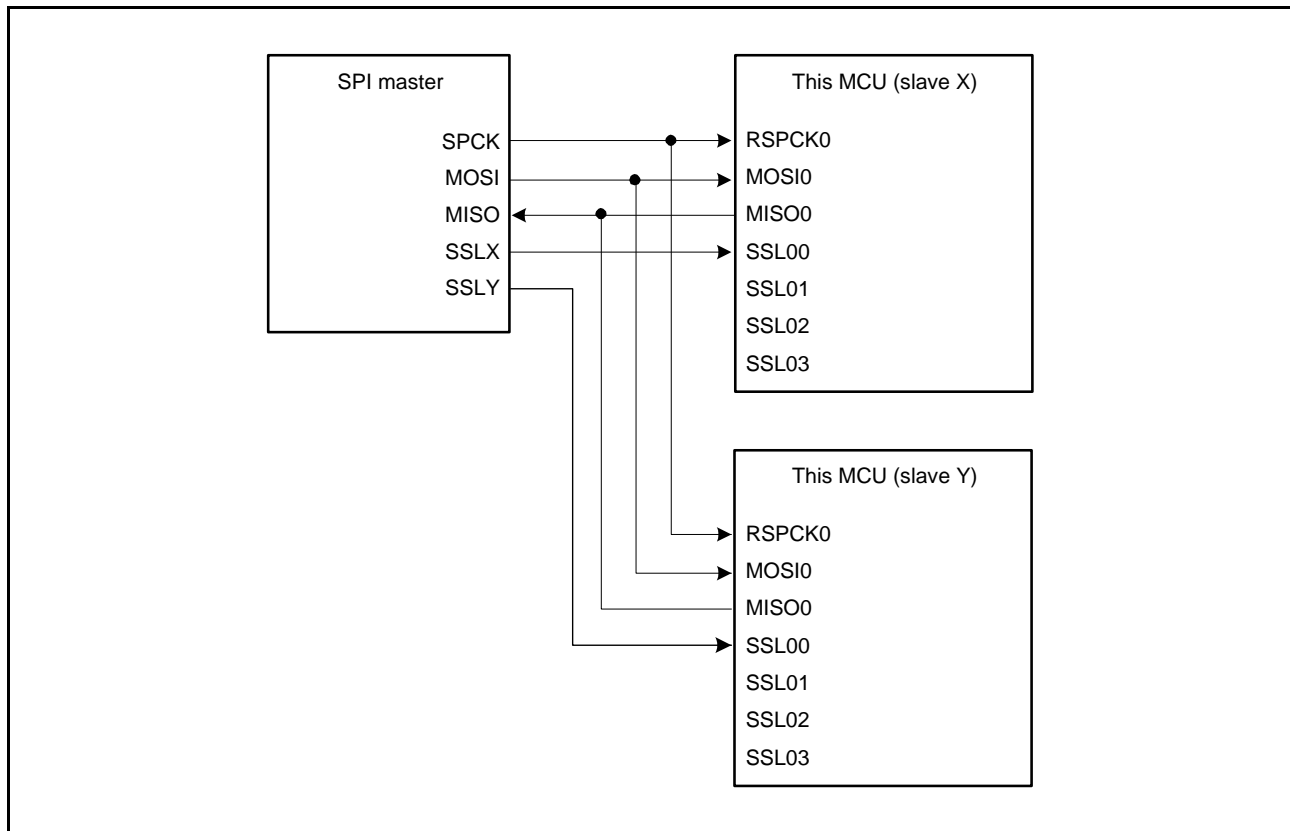 SPI master
SPCK
MOSI
MISO
SSLX
SSLY
This MCU (slave X)
RSPCK0
MOSI0
MISO0
SSL00
SSL01
SSL02
SSL03
This MCU (slave Y)
RSPCK0
MOSI0
MISO0
SSL00
SSL01
SSL02
SSL03